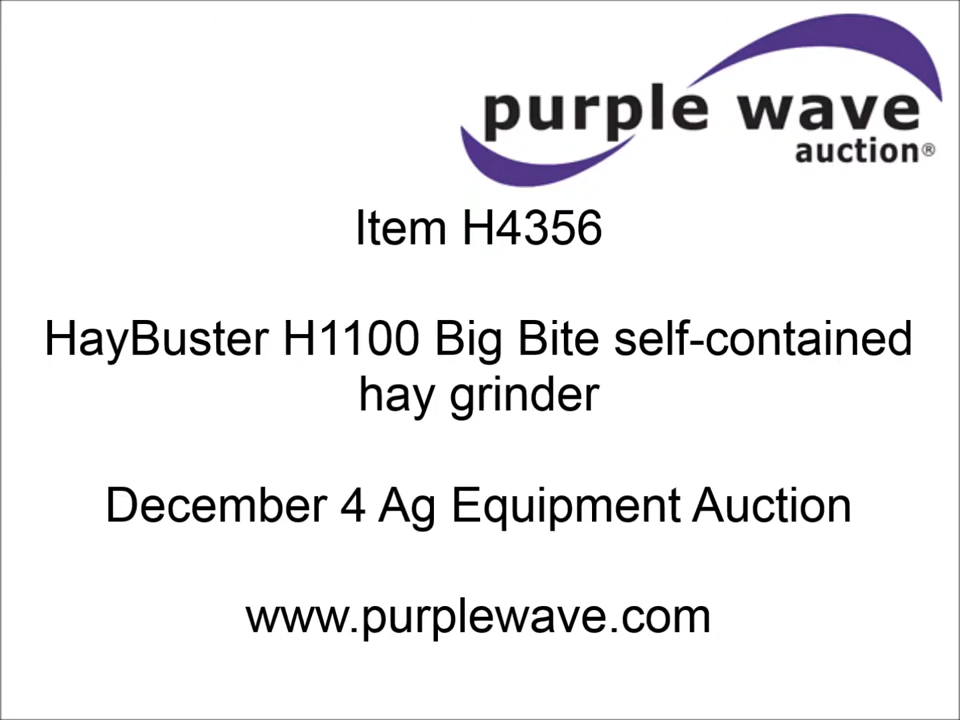 purple wave
auction®
Item H4356
HayBuster H1100 Big Bite self-contained
hay grinder
December 4 Ag Equipment Auction
www.purplewave.com